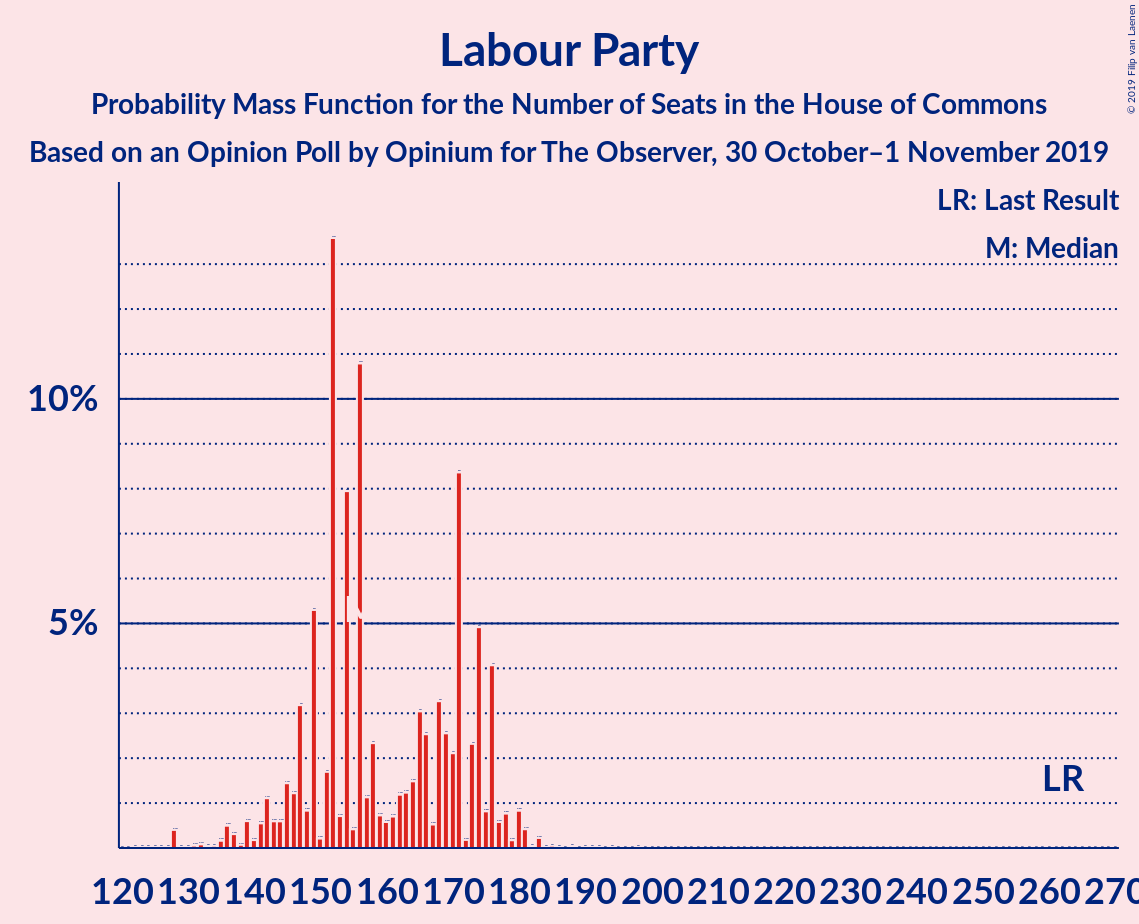 © 2019 Filip van Laenen
Labour Party
Probability Mass Function for the Number of Seats in the House of Commons
Based on an Opinion Poll by Opinium for The Observer, 30 October–1 November 2019
LR: Last Result
M: Median
10%
5%
LR
120 130 140 150 160 170 180 190 200 210 220 230 240 250 260 270